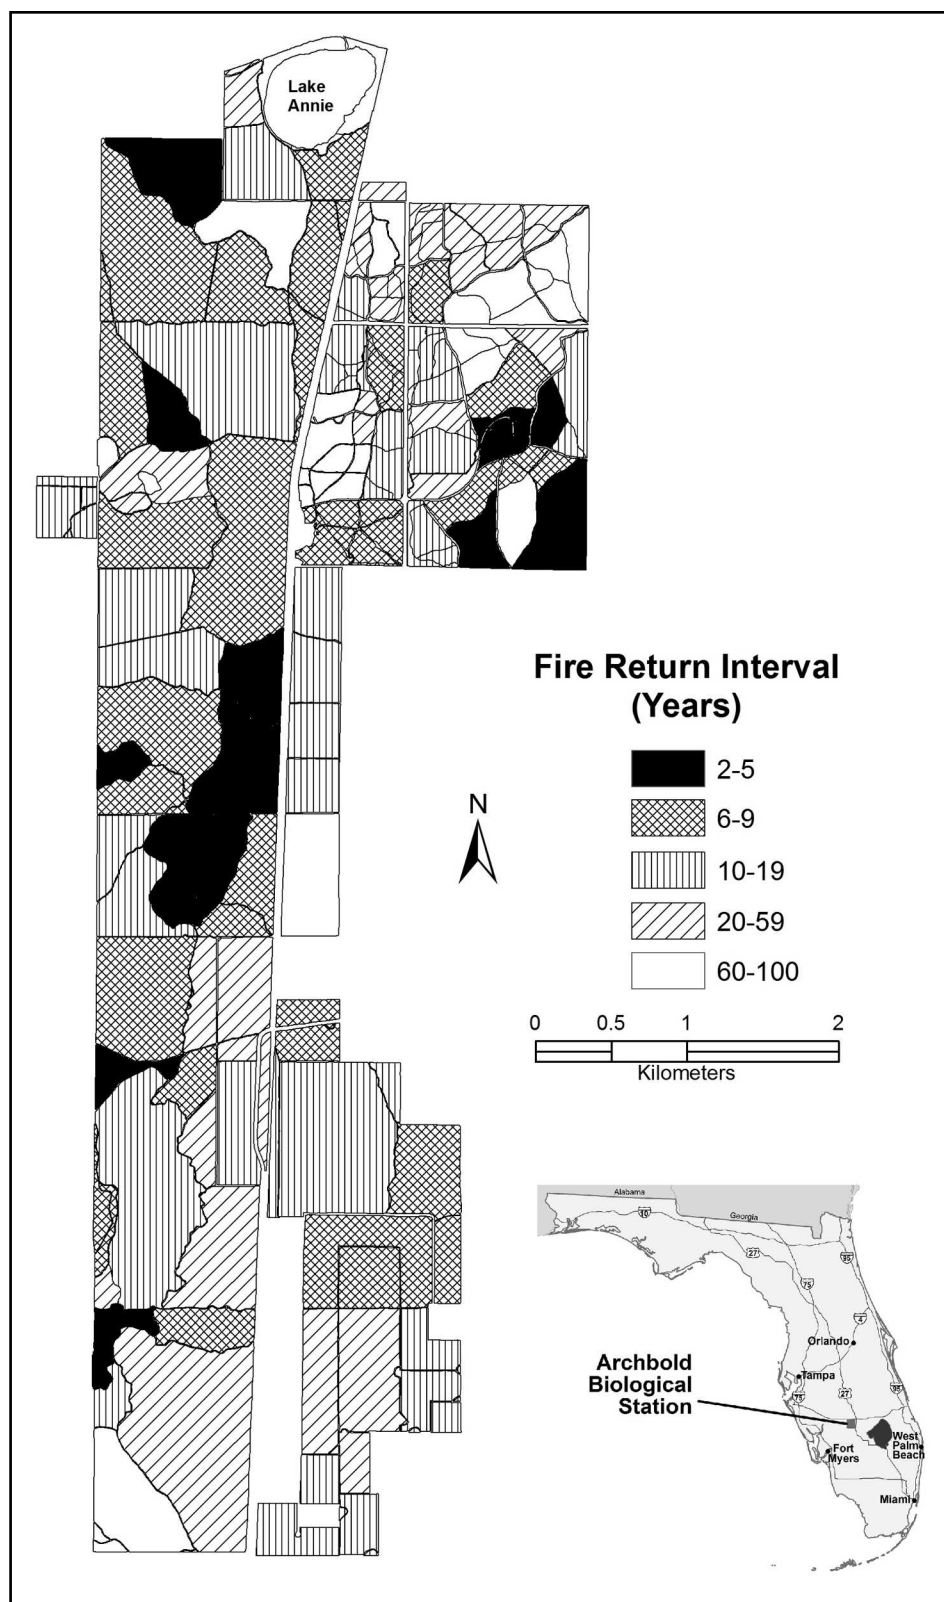 Lake
Annie
Fire Return Interval
(Years)
2-5
6-9
10-19
20-59
60-100
N
0 0.5 1 2
Kilometers
Alabama
Georgia
10
27
75
95
4
Orlando
Tampa
Archbold
Biological
Station
75
27
95
West
Palm
Beach
Fort
Myers
Miami